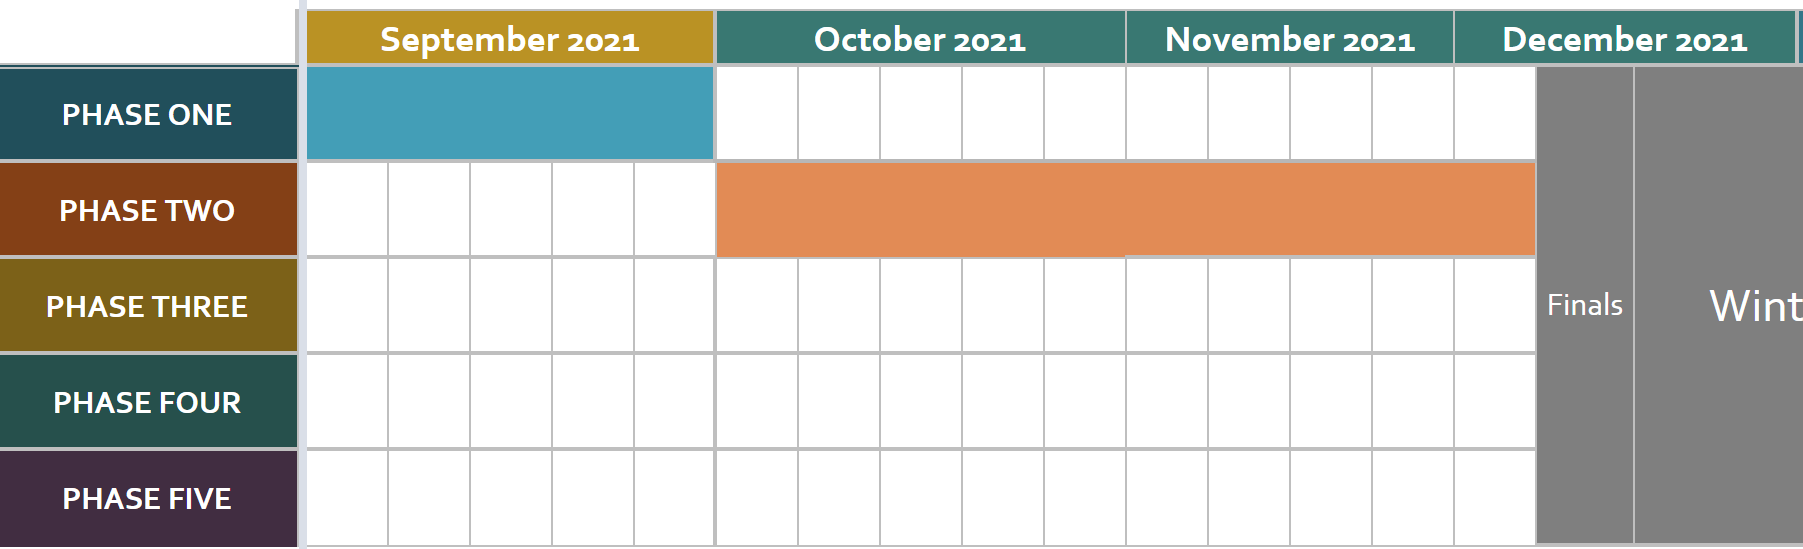 September 2021
October 2021
November 2021
December 2021
PHASE ONE
PHASE TWO
PHASE THREE
Finals
Wint
PHASE FOUR
PHASE FIVE